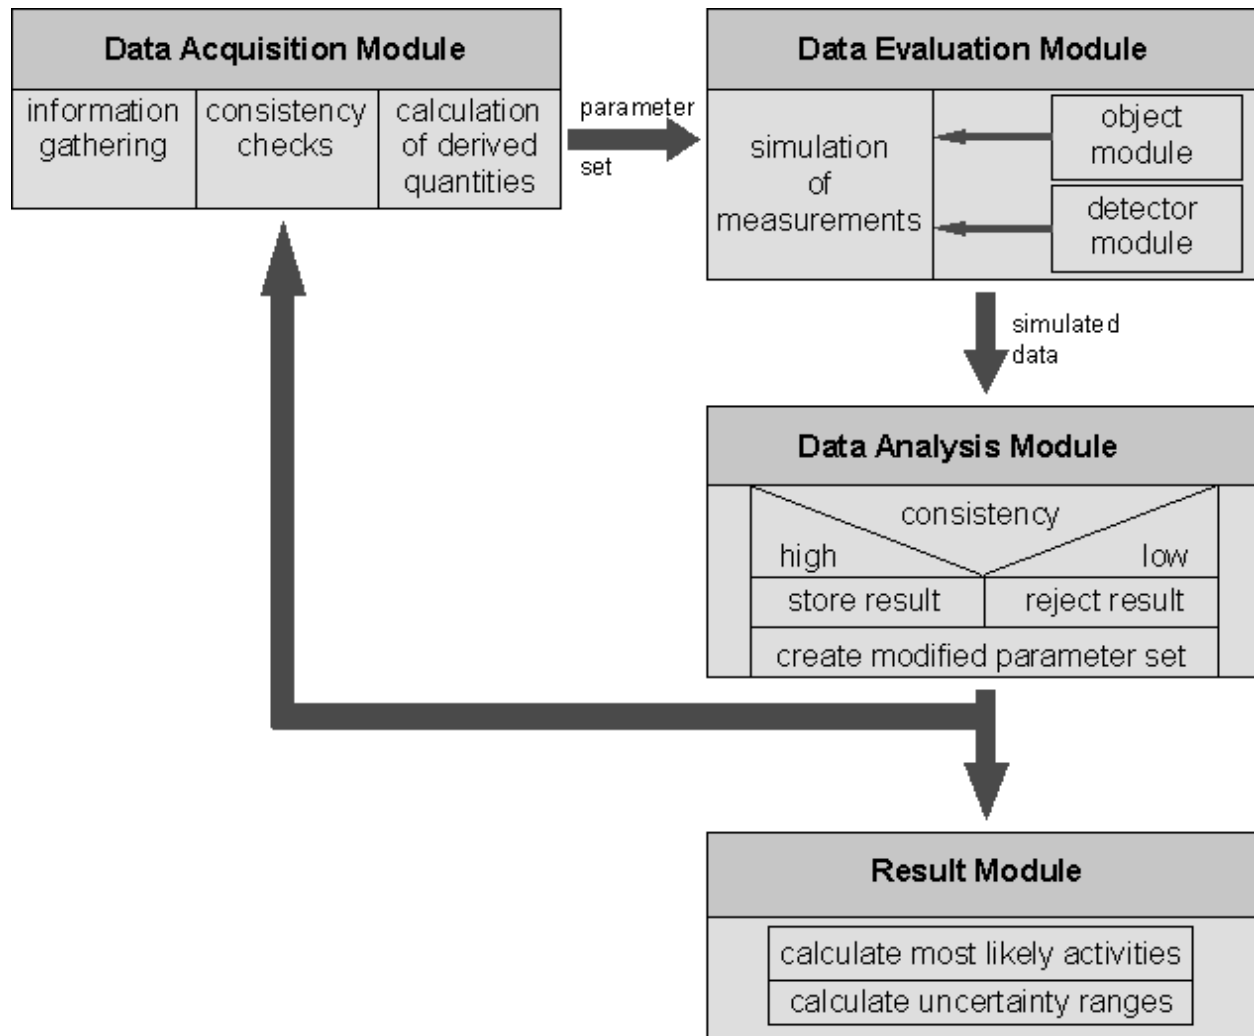 Data Acquisition Module
information
gathering
consistency
checks
calculation
of derived
quantities
parameter
set
Data Evaluation Module
simulation
of
measurements
object
module
detector
module
simulated
data
Data Analysis Module
consistency
high
low
store result
reject result
create modified parameter set
Result Module
calculate most likely activities
calculate uncertainty ranges